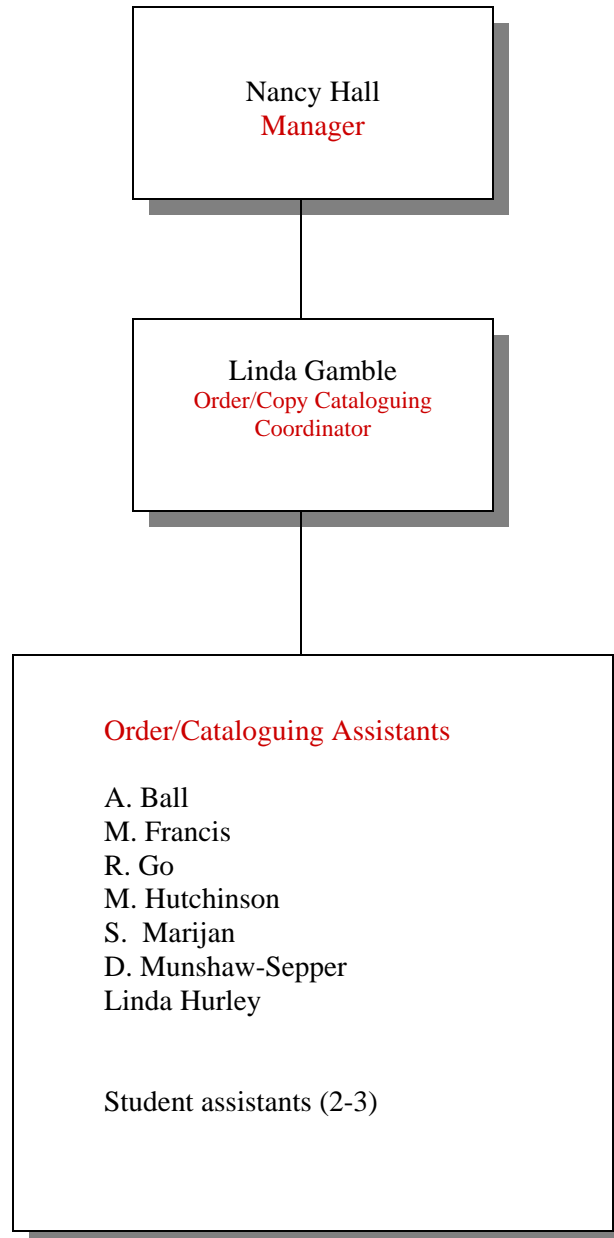 Nancy Hall
Manager
Linda Gamble
Order/Copy Cataloguing
Coordinator
Order/Cataloguing Assistants
A. Ball
M. Francis
R. Go
M. Hutchinson
S.  Marijan
D. Munshaw-Sepper
Linda Hurley
Student assistants (2-3)